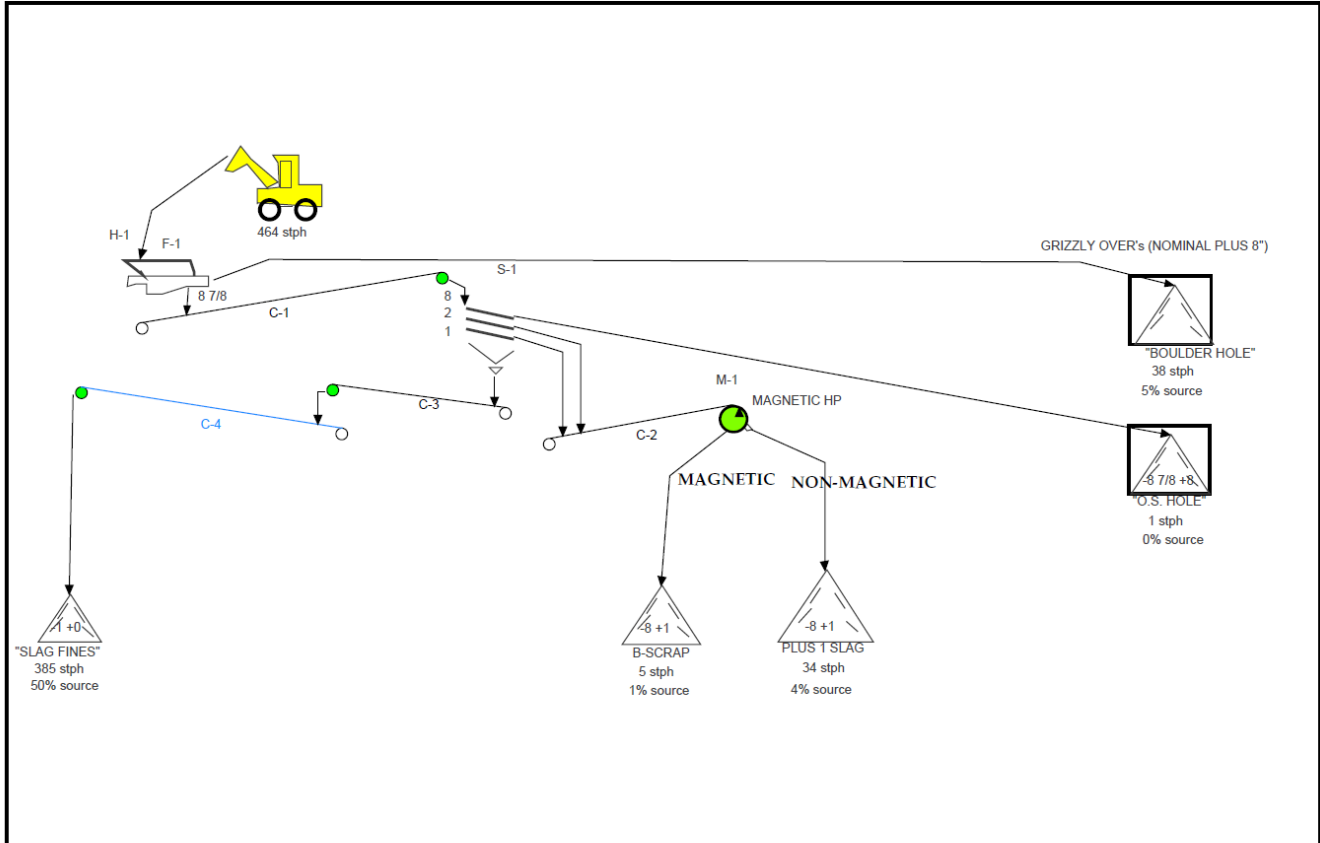 464 stph
H-1
F-1
8 7/8
C-1
S-1
8
2
1
GRIZZLY OVER's (NOMINAL PLUS 8")
"BOULDER HOLE"
38 stph
5% source
C-4
C-3
M-1
MAGNETIC HP
C-2
MAGNETIC
NON-MAGNETIC
-8 7/8 +8
"O.S. HOLE"
1 stph
0% source
-1 +0
"SLAG FINES"
385 stph
50% source
-8 +1
B-SCRAP
5 stph
1% source
-8 +1
PLUS 1 SLAG
34 stph
4% source